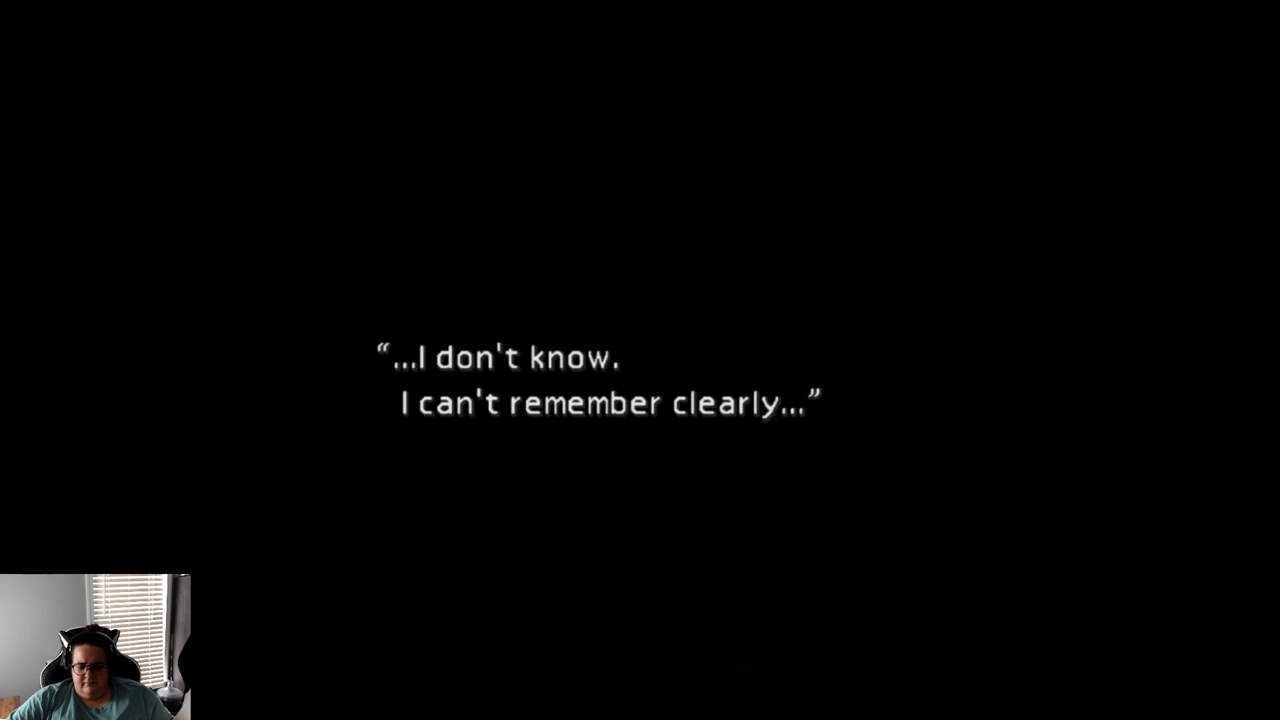 “...I don't know.
I can't remember clearly...”